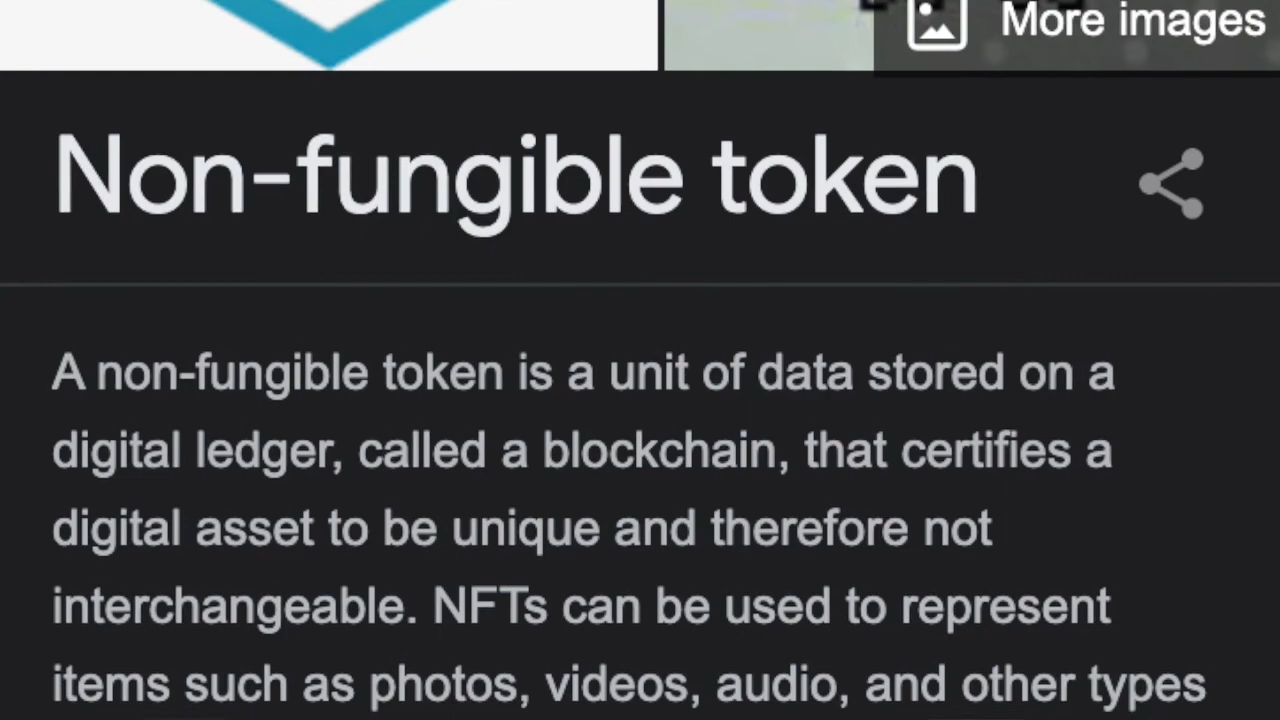 More images
Non-fungible token
A non-fungible token is a unit of data stored on a
digital ledger, called a blockchain, that certifies a
digital asset to be unique and therefore not
interchangeable. NFTs can be used to represent
items such as photos, videos, audio, and other types